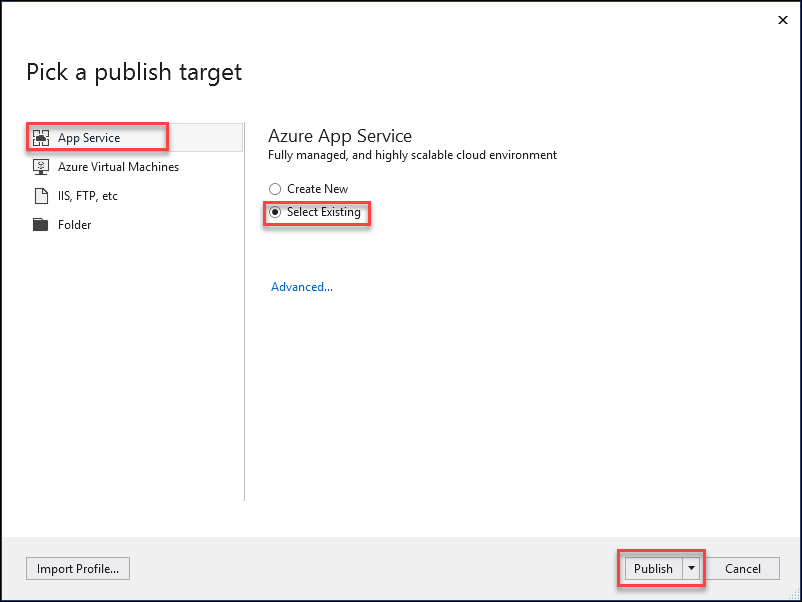 Pick a publish target
App Service
Azure Virtual Machines
IIS, FTP, etc
Folder
Azure App Service
Fully managed, and highly scalable cloud environment
Create New
Select Existing
Advanced...
Import Profile...
Publish
Cancel